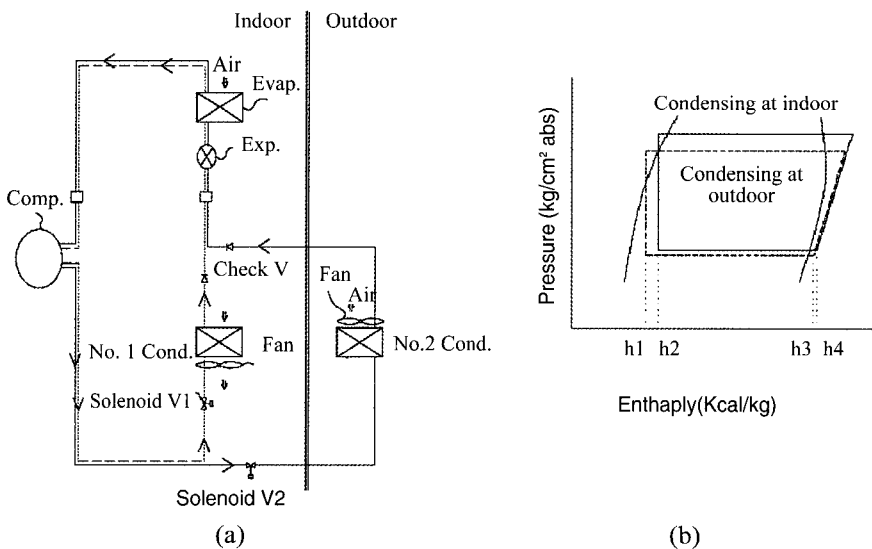 Indoor
Outdoor
Air
Evap.
Exp.
Comp.
Check V
Fan
Air
No. 1 Cond.
Fan
No.2 Cond.
Solenoid V1
Solenoid V2
(a)
Pressure (kg/cm² abs)
Condensing at indoor
Condensing at
outdoor
h1
h2
h3
h4
Enthaply(Kcal/kg)
(b)